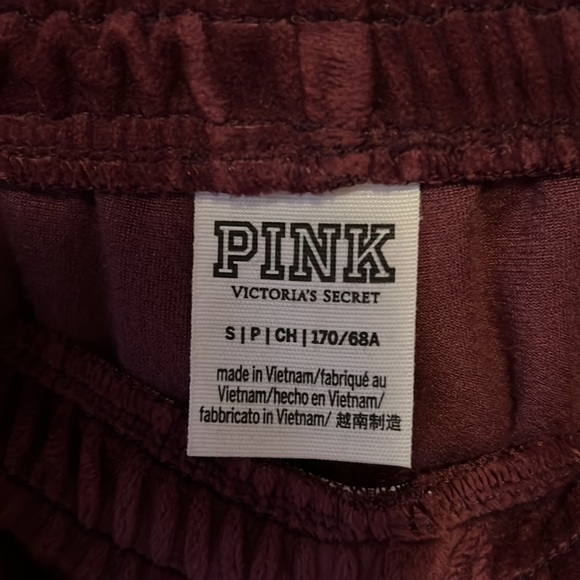 PINK
VICTORIA'S SECRET
S | P | CH | 170/68A
made in Vietnam/fabriqué au
Vietnam/hecho en Vietnam/
fabbricato in Vietnam/ 越南制造